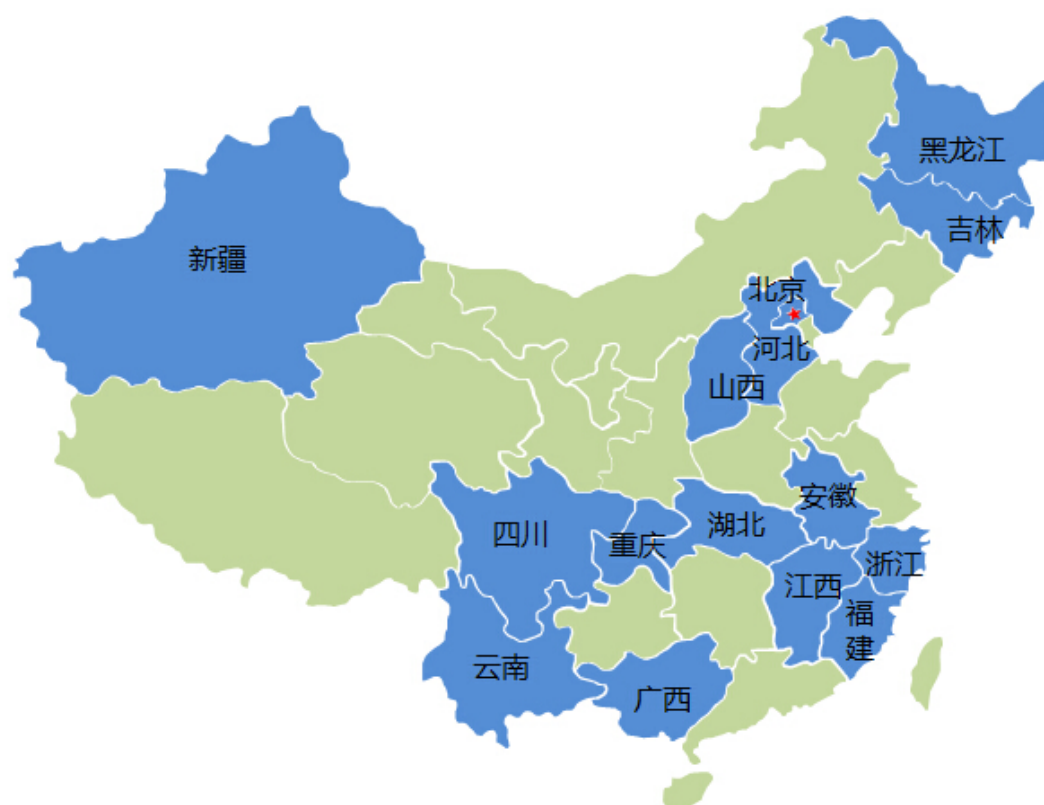 黑龙江
吉林
新疆
北京
河北
山西
安徽
四川
重庆
湖北
浙江
江西
福
建
云南
广西